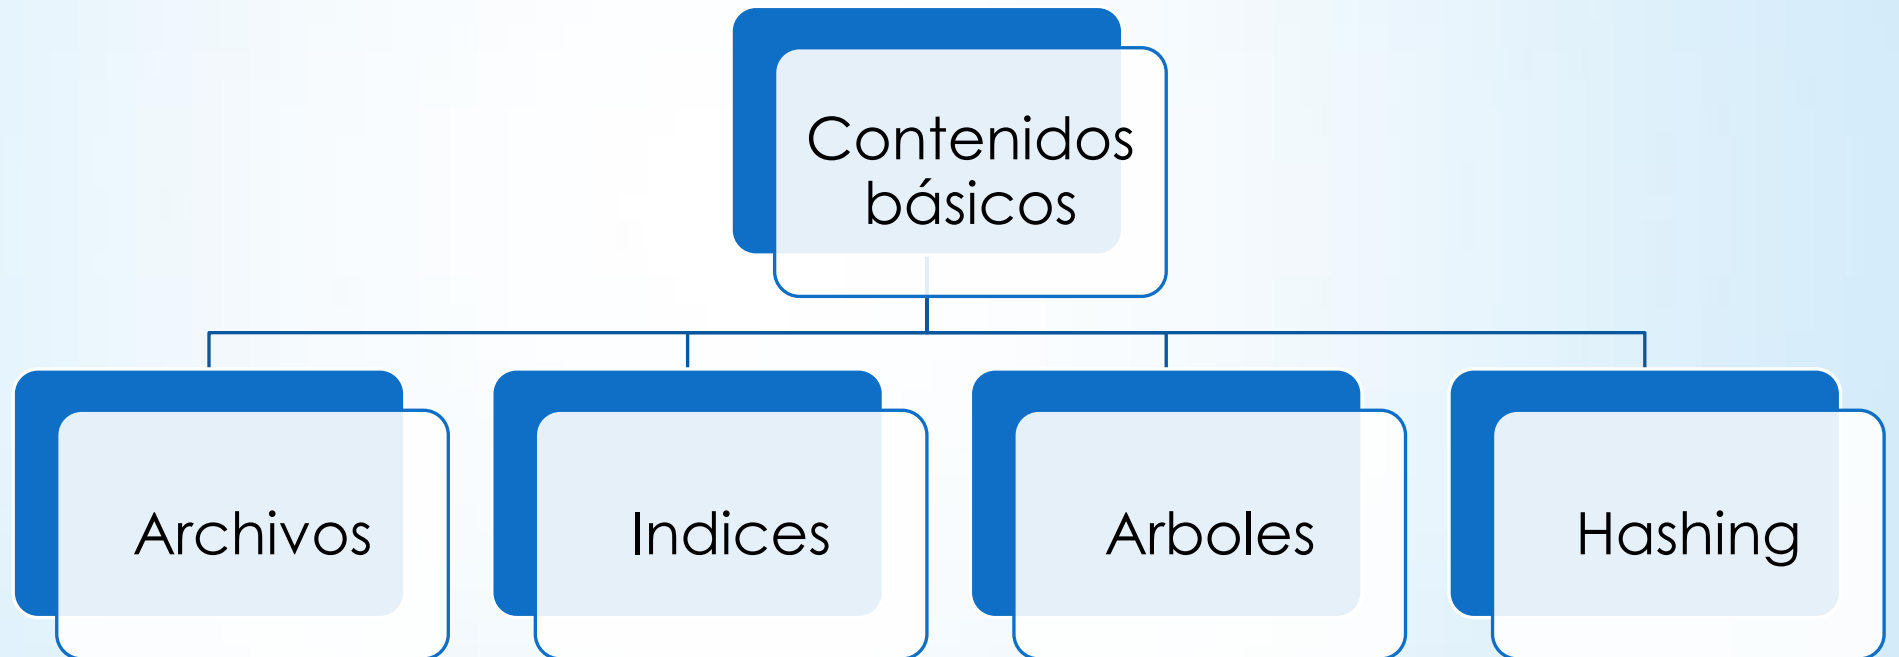 Contenidos
básicos
Archivos
Indices
Arboles
Hashing